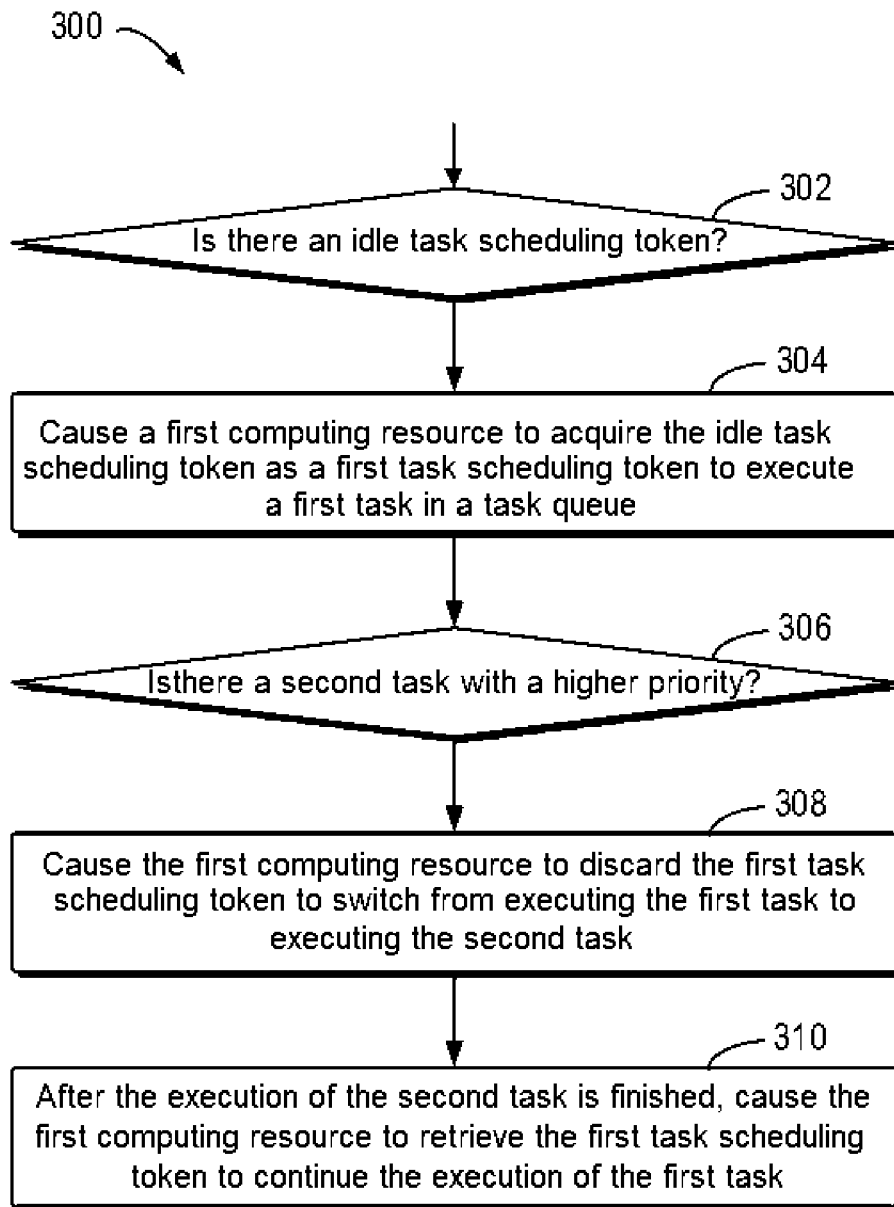 300
302
Is there an idle task scheduling token?
304
Cause a first computing resource to acquire the idle task
scheduling token as a first task scheduling token to execute
a first task in a task queue
306
Isthere a second task with a higher priority?
308
Cause the first computing resource to discard the first task
scheduling token to switch from executing the first task to
executing the second task
310
After the execution of the second task is finished, cause the
first computing resource to retrieve the first task scheduling
token to continue the execution of the first task